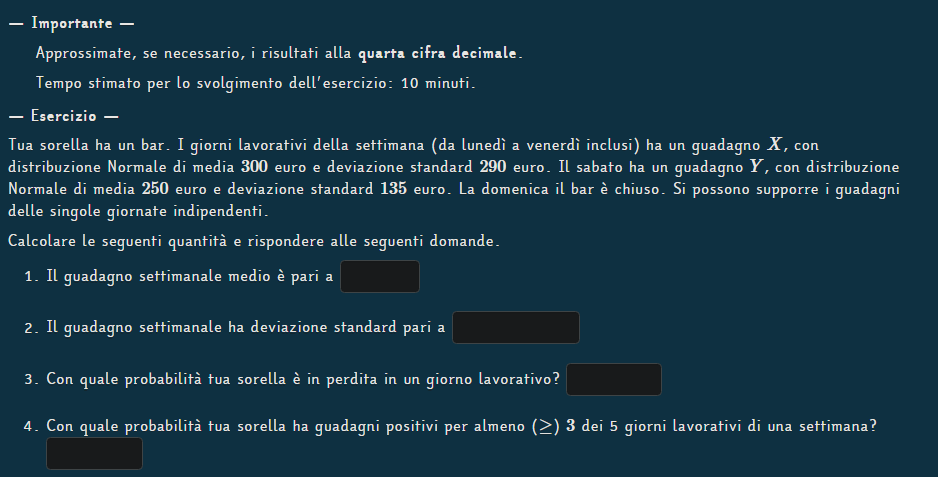 — Importante —
Approssimate, se necessario, i risultati alla quarta cifra decimale.
Tempo stimato per lo svolgimento dell'esercizio: 10 minuti.
— Esercizio —
Tua sorella ha un bar. I giorni lavorativi della settimana (da lunedì a venerdì inclusi) ha un guadagno X, con
distribuzione Normale di media 300 euro e deviazione standard 290 euro. Il sabato ha un guadagno Y, con distribuzione
Normale di media 250 euro e deviazione standard 135 euro. La domenica il bar è chiuso. Si possono supporre i guadagni
delle singole giornate indipendenti.
Calcolare le seguenti quantità e rispondere alle seguenti domande.
1. Il guadagno settimanale medio è pari a
2. Il guadagno settimanale ha deviazione standard pari a
3. Con quale probabilità tua sorella è in perdita in un giorno lavorativo?
4. Con quale probabilità tua sorella ha guadagni positivi per almeno (≥) 3 dei 5 giorni lavorativi di una settimana?